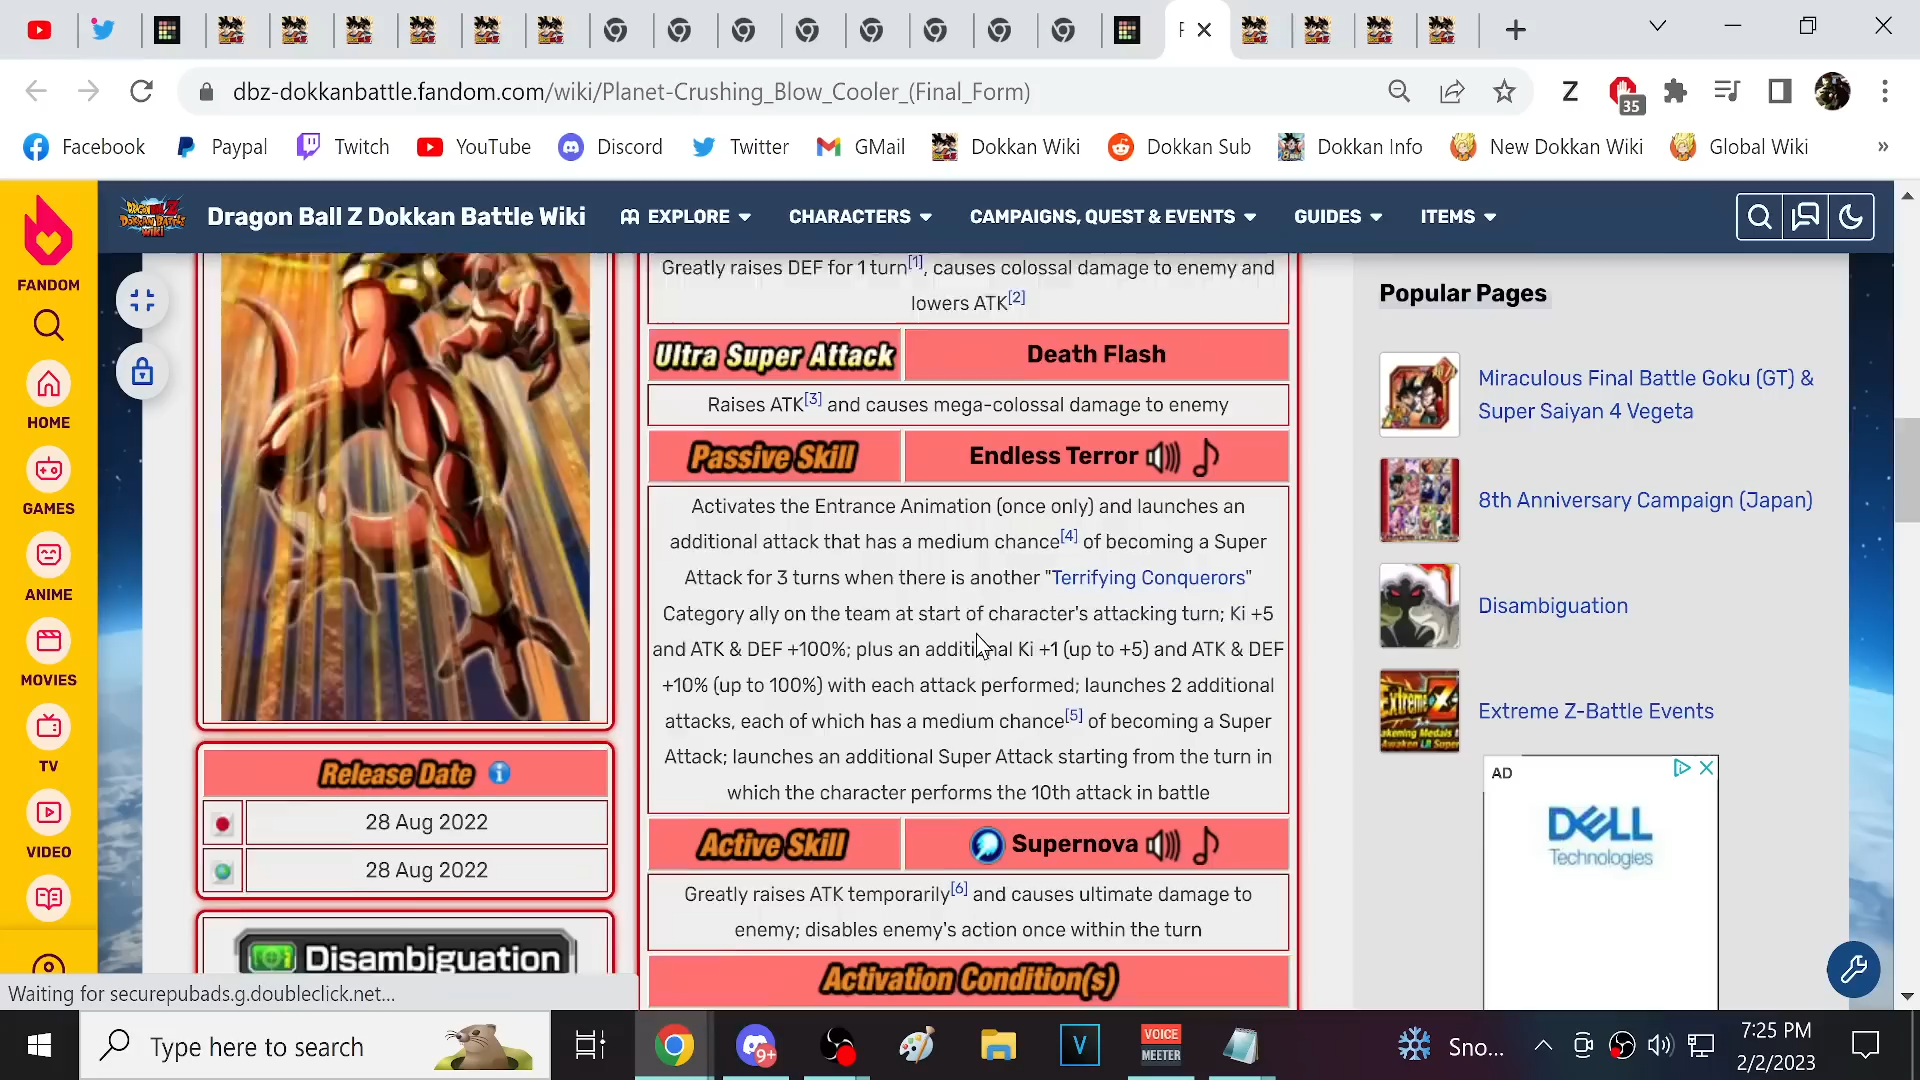 F
dbz-dokkanbattle.fandom.com/wiki/Planet-Crushing_Blow_Cooler_(Final_Form)
Z
35
Facebook
Paypal
Twitch
YouTube
Discord
Twitter
GMail
Dokkan Wiki
Dokkan Sub
Dokkan Info
New Dokkan Wiki
Global Wiki
»
Dragon Ball Z Dokkan Battle Wiki
EXPLORE
CHARACTERS
CAMPAIGNS, QUEST & EVENTS
GUIDES
ITEMS
FANDOM
HOME
GAMES
ANIME
MOVIES
TV
VIDEO
Greatly raises DEF for 1 turn[1], causes colossal damage to enemy and
lowers ATK[2]
Ultra Super Attack
Death Flash
Raises ATK[3] and causes mega-colossal damage to enemy
Passive Skill
Endless Terror
Activates the Entrance Animation (once only) and launches an
additional attack that has a medium chance[4] of becoming a Super
Attack for 3 turns when there is another "Terrifying Conquerors"
Category ally on the team at start of character's attacking turn; Ki +5
and ATK & DEF +100%; plus an additional Ki +1 (up to +5) and ATK & DEF
+10% (up to 100%) with each attack performed; launches 2 additional
attacks, each of which has a medium chance[5] of becoming a Super
Attack; launches an additional Super Attack starting from the turn in
which the character performs the 10th attack in battle
Active Skill
Supernova
Greatly raises ATK temporarily[6] and causes ultimate damage to
enemy; disables enemy's action once within the turn
Activation Condition(s)
Release Date
28 Aug 2022
28 Aug 2022
Disambiguation
Popular Pages
Miraculous Final Battle Goku (GT) &
Super Saiyan 4 Vegeta
8th Anniversary Campaign (Japan)
Disambiguation
Extreme Z-Battle Events
AD
DELL
Technologies
Waiting for securepubads.g.doubleclick.net...
Type here to search
9+
V
VOICE
MEETER
Sno...
7:25 PM
2/2/2023